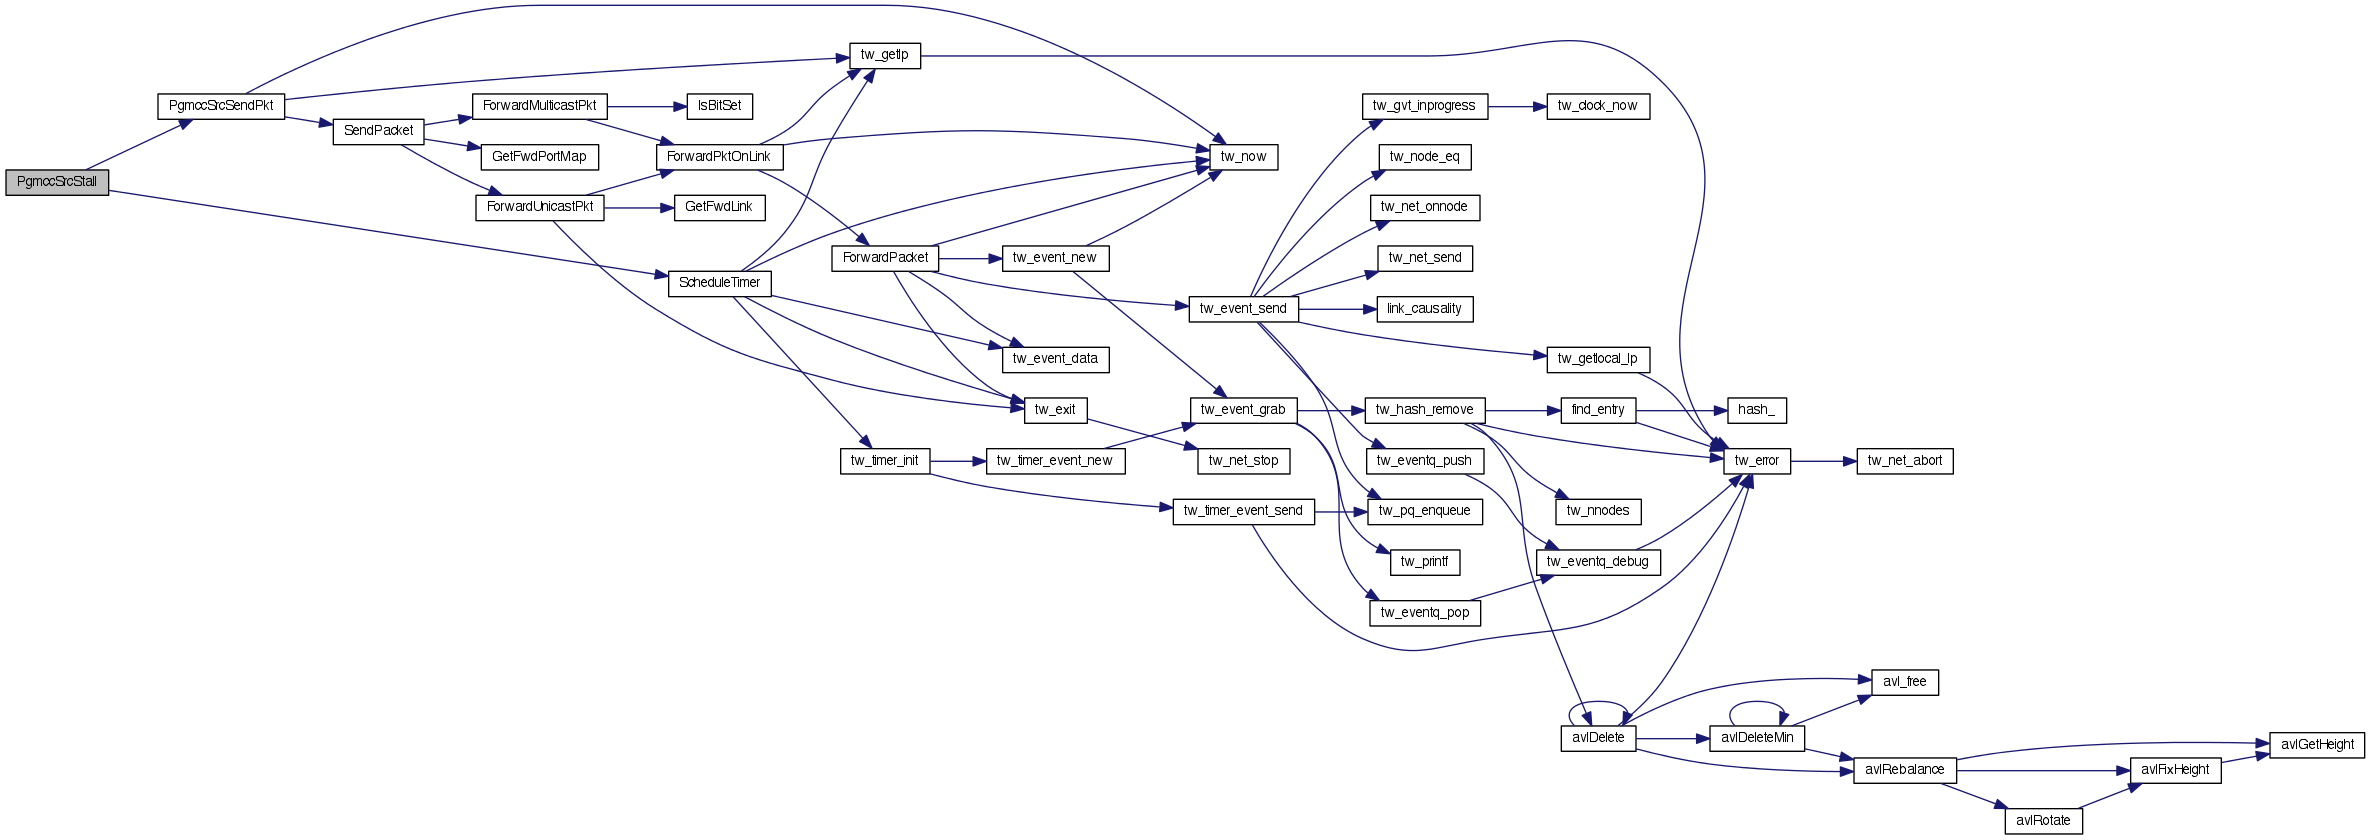 PgmccSrcStall
PgmccSrcSendPkt
SendPacket
ForwardMulticastPkt
GetFwdPortMap
ForwardUnicastPkt
IsBitSet
ForwardPktOnLink
GetFwdLink
ScheduleTimer
tw_getlp
ForwardPacket
tw_timer_init
tw_event_new
tw_event_data
tw_exit
tw_timer_event_new
tw_now
tw_event_send
tw_event_grab
tw_net_stop
tw_timer_event_send
tw_gvt_inprogress
tw_node_eq
tw_net_onnode
tw_net_send
link_causality
tw_hash_remove
tw_eventq_push
tw_pq_enqueue
tw_printf
tw_eventq_pop
tw_clock_now
tw_getlocal_lp
find_entry
tw_nnodes
tw_eventq_debug
avlDelete
hash_
tw_error
avlDeleteMin
tw_net_abort
avl_free
avlRebalance
avlRotate
avlFixHeight
avlGetHeight